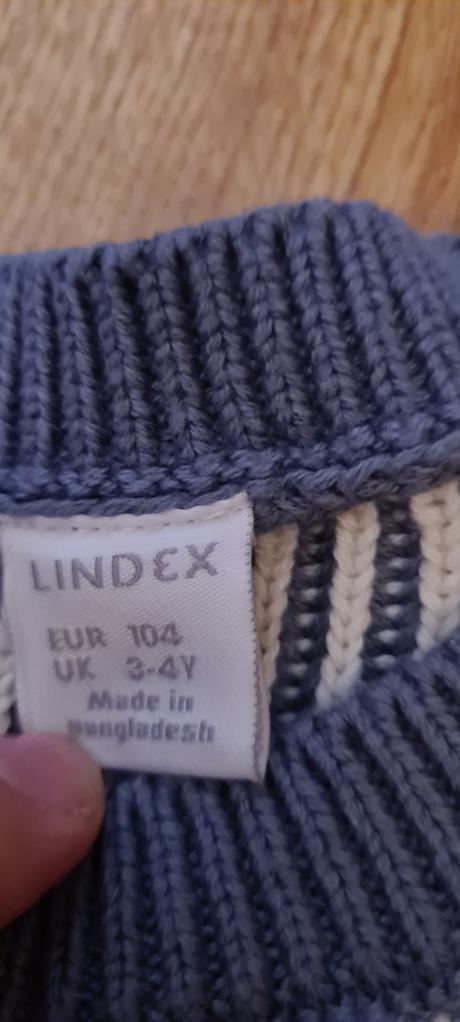 LINDEX
EUR 104
UK 3-4Y
Made in
Bangladesh